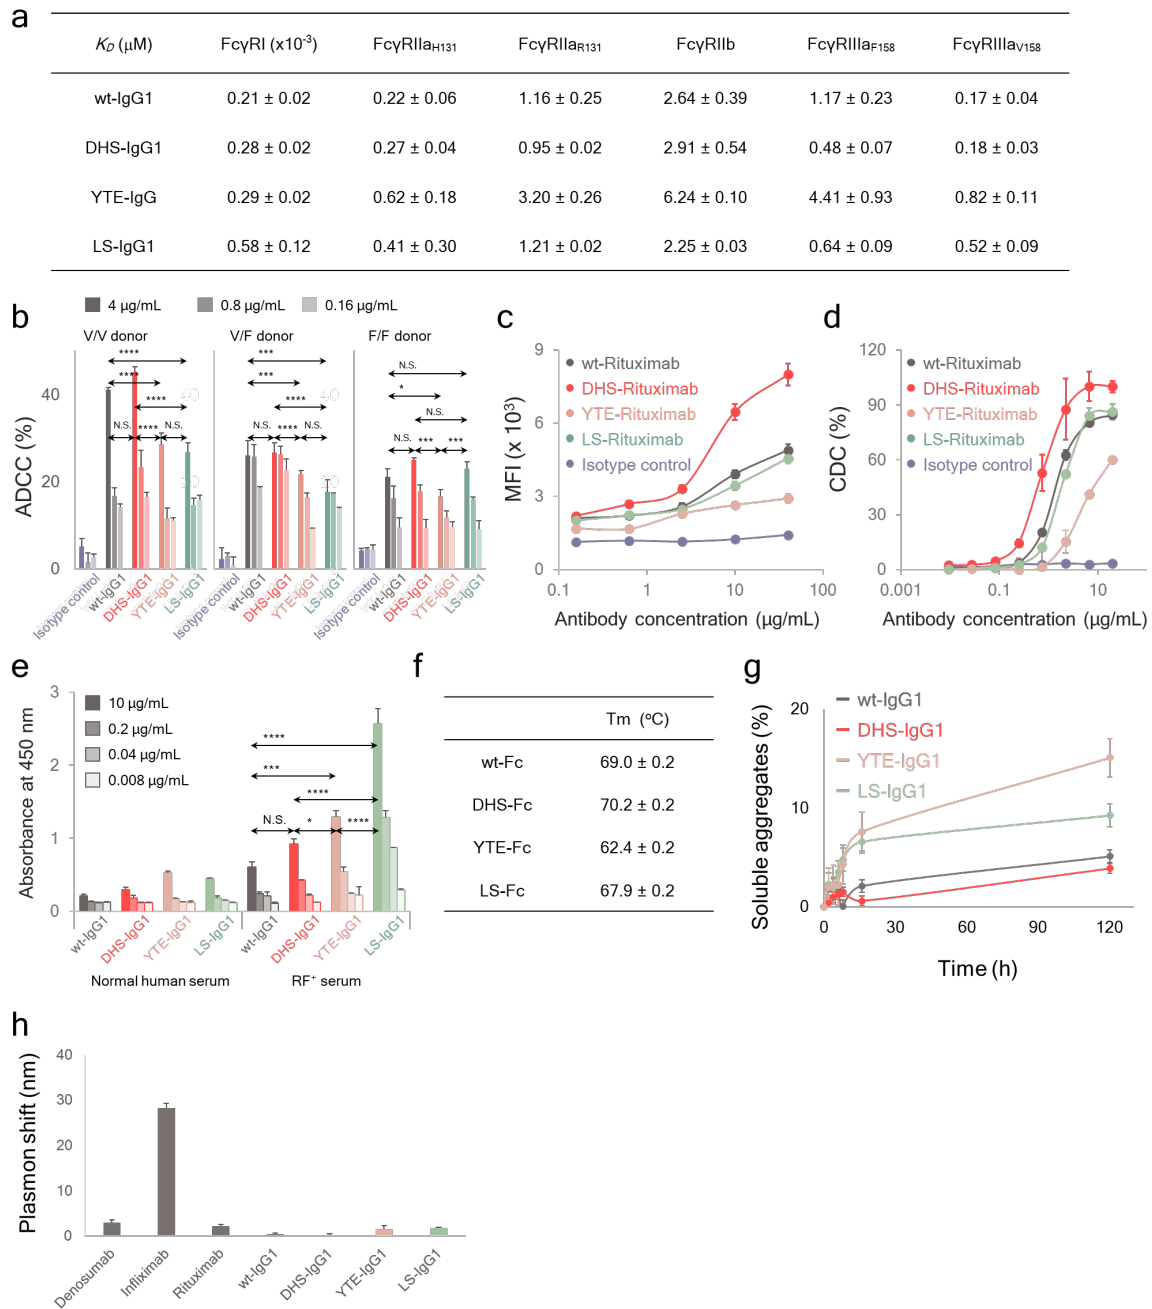 a
K_D (μM) FcγRI (x10⁻³) FcγRIIa_H131 FcγRIIa_R131 FcγRIIb FcγRIIIa_F158 FcγRIIIa_V158
wt-IgG1 0.21 ± 0.02 0.22 ± 0.06 1.16 ± 0.25 2.64 ± 0.39 1.17 ± 0.23 0.17 ± 0.04
DHS-IgG1 0.28 ± 0.02 0.27 ± 0.04 0.95 ± 0.02 2.91 ± 0.54 0.48 ± 0.07 0.18 ± 0.03
YTE-IgG 0.29 ± 0.02 0.62 ± 0.18 3.20 ± 0.26 6.24 ± 0.10 4.41 ± 0.93 0.82 ± 0.11
LS-IgG1 0.58 ± 0.12 0.41 ± 0.30 1.21 ± 0.02 2.25 ± 0.03 0.64 ± 0.09 0.52 ± 0.09
b
4 μg/mL 0.8 μg/mL 0.16 μg/mL
V/V donor V/F donor F/F donor
**** *** N.S.
**** *** *
**** **** N.S.
N.S. **** N.S. N.S. **** N.S. N.S. *** ***
ADCC (%)
40
20
0
Isotype control wt-IgG1 DHS-IgG1 YTE-IgG1 LS-IgG1
Isotype control wt-IgG1 DHS-IgG1 YTE-IgG1 LS-IgG1
Isotype control wt-IgG1 DHS-IgG1 YTE-IgG1 LS-IgG1
c
MFI (x 10³)
9
6
3
0
wt-Rituximab
DHS-Rituximab
YTE-Rituximab
LS-Rituximab
Isotype control
0.1 1 10 100
Antibody concentration (μg/mL)
d
CDC (%)
120
90
60
30
0
wt-Rituximab
DHS-Rituximab
YTE-Rituximab
LS-Rituximab
Isotype control
0.001 0.1 10
Antibody concentration (μg/mL)
e
Absorbance at 450 nm
3
2
1
0
10 μg/mL
0.2 μg/mL
0.04 μg/mL
0.008 μg/mL
****
***
****
N.S. * ****
wt-IgG1 DHS-IgG1 YTE-IgG1 LS-IgG1 wt-IgG1 DHS-IgG1 YTE-IgG1 LS-IgG1
Normal human serum RF⁺ serum
f
Tm (°C)
wt-Fc 69.0 ± 0.2
DHS-Fc 70.2 ± 0.2
YTE-Fc 62.4 ± 0.2
LS-Fc 67.9 ± 0.2
g
Soluble aggregates (%)
20
10
0
wt-IgG1
DHS-IgG1
YTE-IgG1
LS-IgG1
0 30 60 90 120
Time (h)
h
Plasmon shift (nm)
40
30
20
10
0
Denosumab Infliximab Rituximab wt-IgG1 DHS-IgG1 YTE-IgG1 LS-IgG1